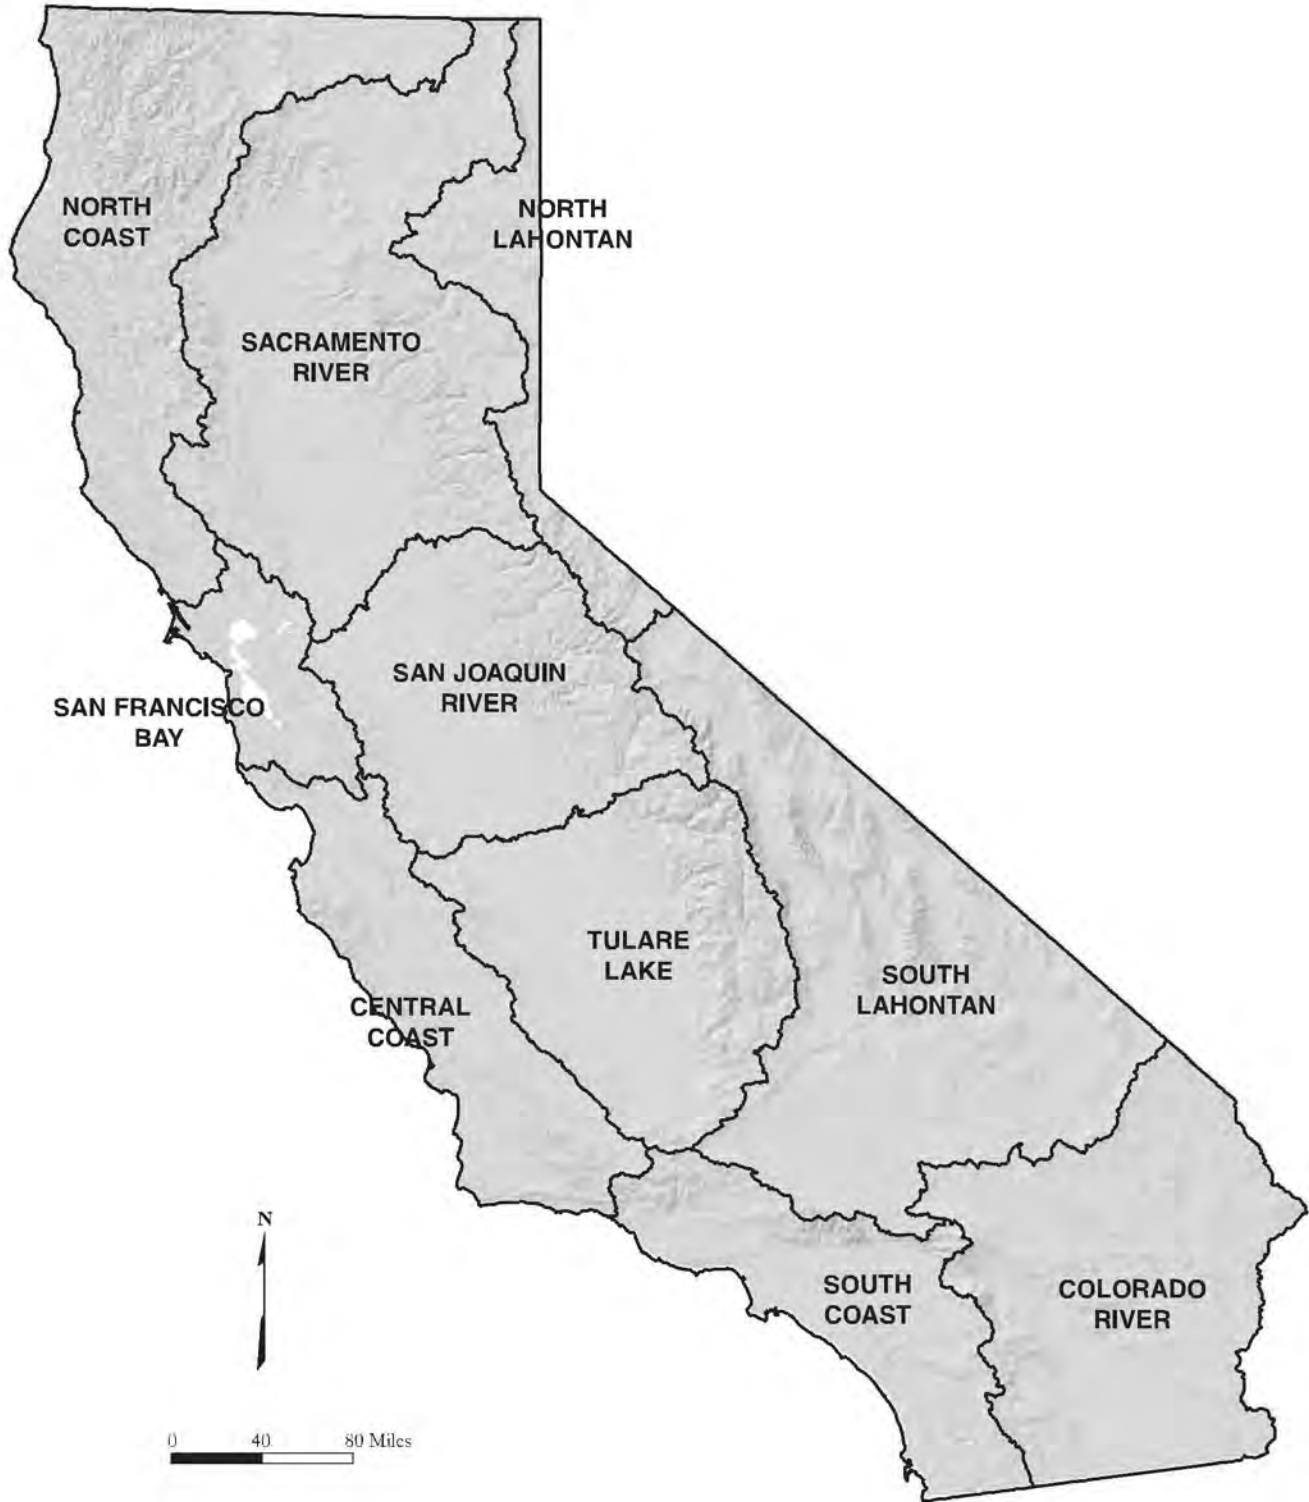 NORTH
COAST
NORTH
LAHONTAN
SACRAMENTO
RIVER
SAN JOAQUIN
RIVER
SAN FRANCISCO
BAY
TULARE
LAKE
SOUTH
LAHONTAN
CENTRAL
COAST
N
SOUTH
COAST
COLORADO
RIVER
0 40 80 Miles